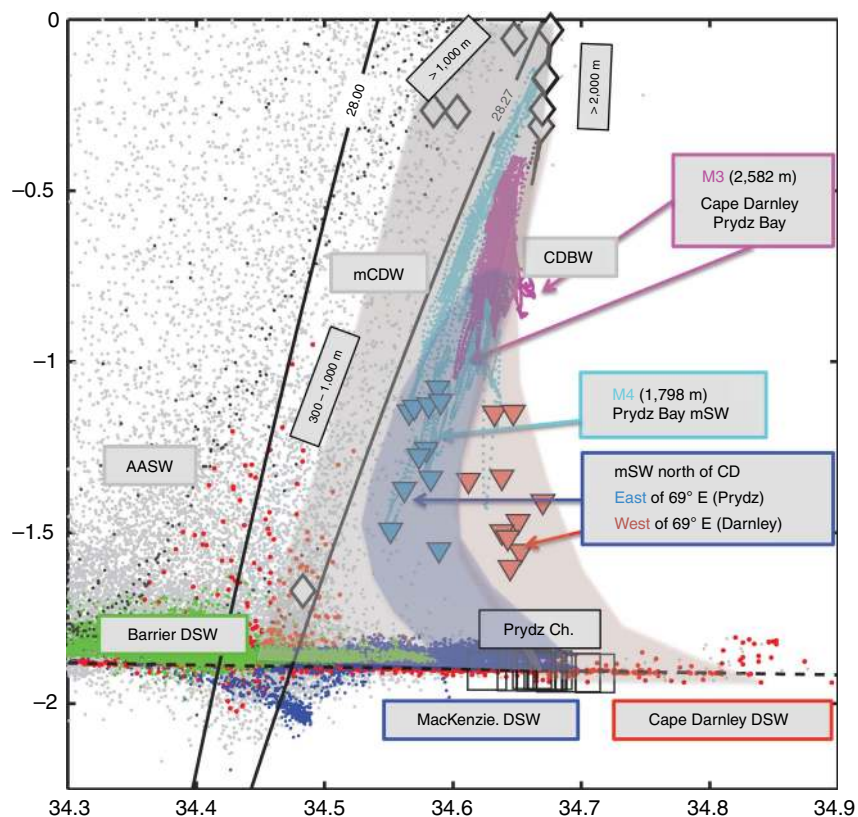 0
> 1,000 m
28.00
28.27
> 2,000 m
–0.5
M3 (2,582 m)
Cape Darnley
Prydz Bay
mCDW
CDBW
–1
300 – 1,000 m
M4 (1,798 m)
Prydz Bay mSW
AASW
mSW north of CD
East of 69° E (Prydz)
West of 69° E (Darnley)
–1.5
Barrier DSW
Prydz Ch.
–2
MacKenzie. DSW
Cape Darnley DSW
34.3
34.4
34.5
34.6
34.7
34.8
34.9